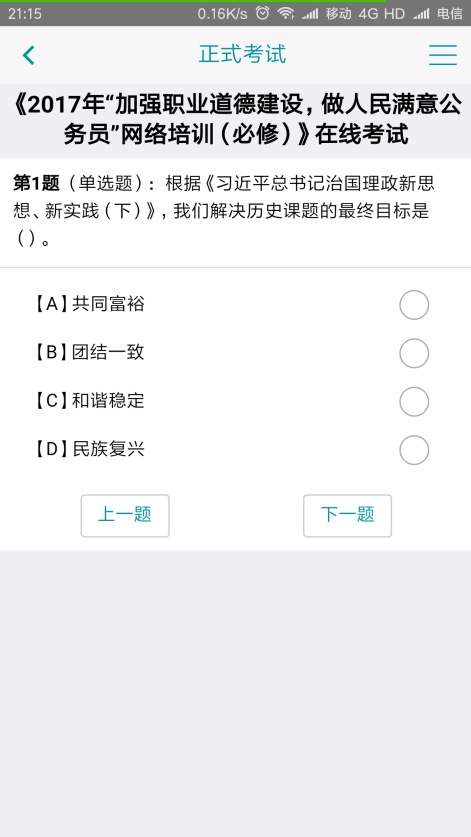 21:15 0.16K/s 移动 4G HD 电信
正式考试
《2017年“加强职业道德建设，做人民满意公
务员”网络培训（必修）》在线考试
第1题（单选题）：根据《习近平总书记治国理政新思
想、新实践（下）》，我们解决历史课题的最终目标是
（）。
【A】共同富裕
【B】团结一致
【C】和谐稳定
【D】民族复兴
上一题 下一题